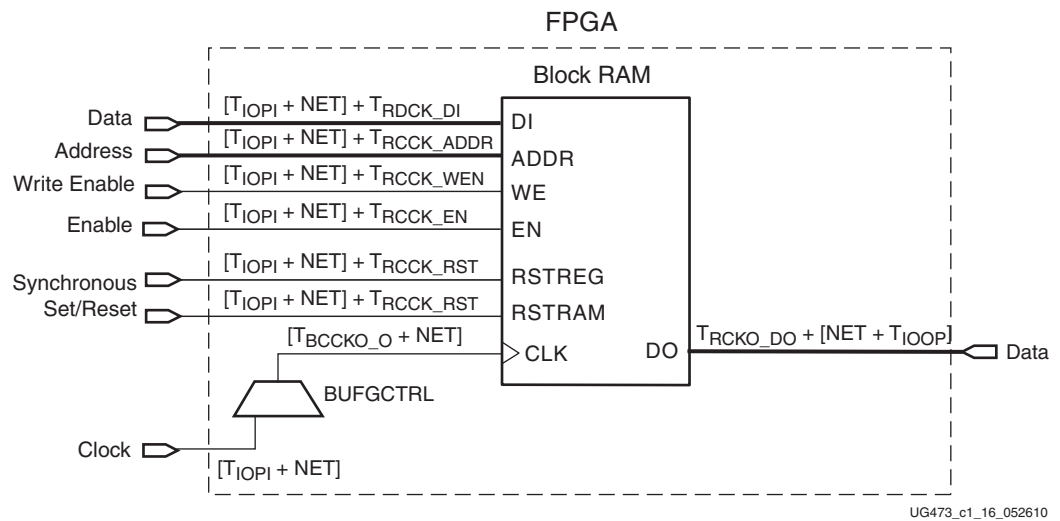 FPGA
Block RAM
Data [TIOPI + NET] + TRDCK_DI DI
Address [TIOPI + NET] + TRCCK_ADDR ADDR
Write Enable [TIOPI + NET] + TRCCK_WEN WE
Enable [TIOPI + NET] + TRCCK_EN EN
Synchronous [TIOPI + NET] + TRCCK_RST RSTREG
Set/Reset [TIOPI + NET] + TRCCK_RST RSTRAM
[TBCCKO_O + NET] CLK DO TRCKO_DO + [NET + TIOOP] Data
BUFGCTRL
Clock
[TIOPI + NET]
UG473_c1_16_052610